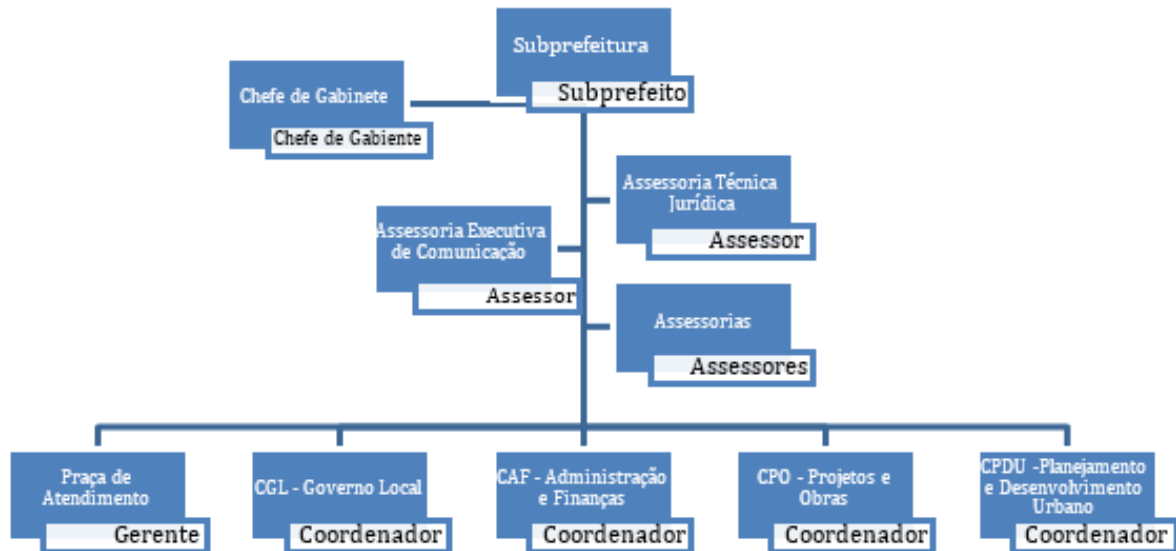 Subprefeitura
Subprefeito
Chefe de Gabinete
Chefe de Gabiente
Assessoria Técnica
Jurídica
Assessor
Assessoria Executiva
de Comunicação
Assessor
Assessorias
Assessores
Praça de
Atendimento
Gerente
CGL - Governo Local
Coordenador
CAF - Administração
e Finanças
Coordenador
CPO - Projetos e
Obras
Coordenador
CPDU -Planejamento
e Desenvolvimento
Urbano
Coordenador